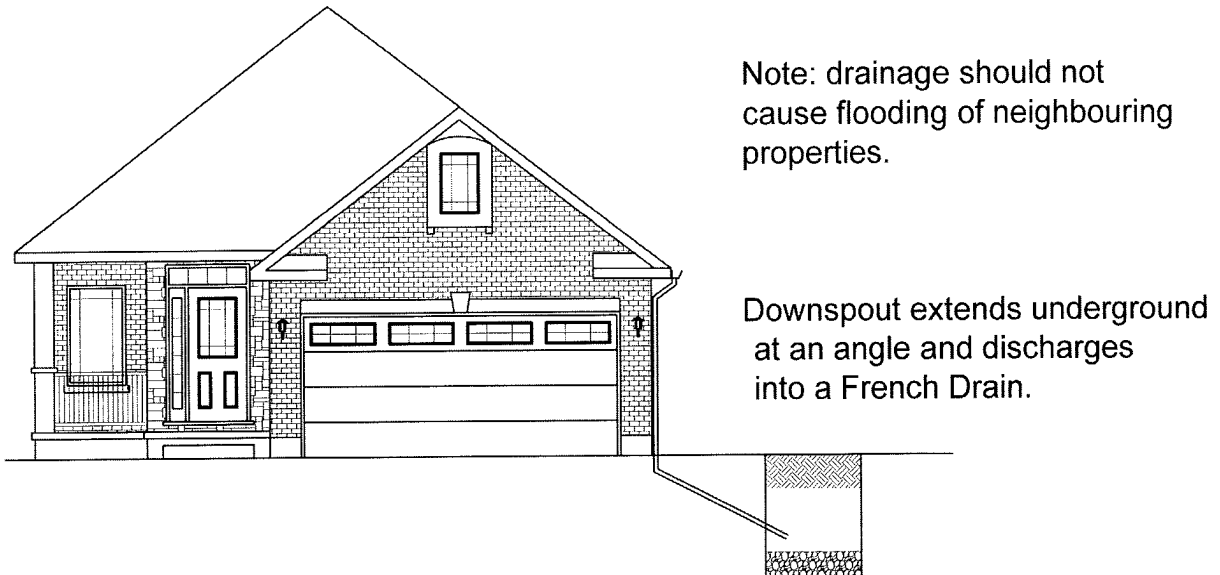 Note: drainage should not
cause flooding of neighbouring
properties.
Downspout extends underground
at an angle and discharges
into a French Drain.